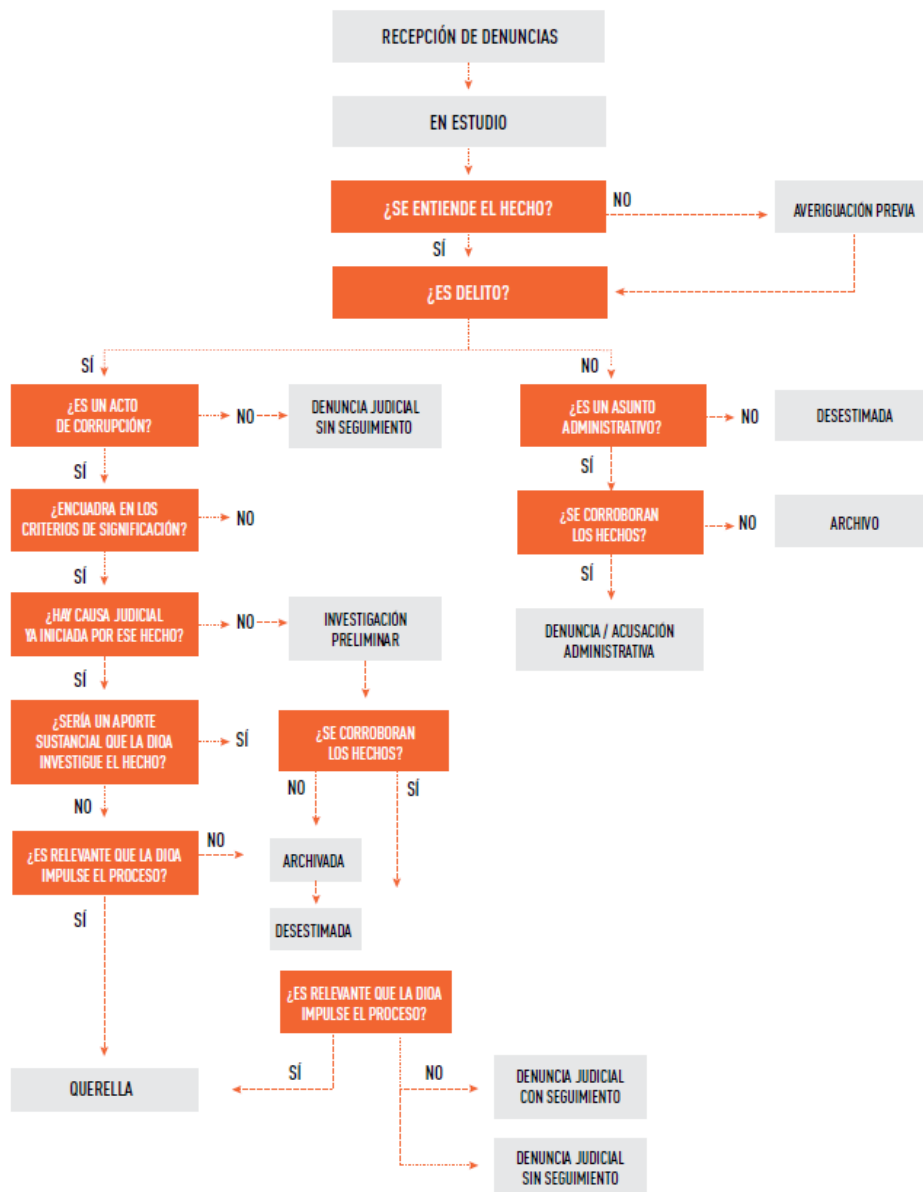 RECEPCIÓN DE DENUNCIAS
EN ESTUDIO
¿SE ENTIENDE EL HECHO?
NO
AVERIGUACIÓN PREVIA
SÍ
¿ES DELITO?
SÍ
NO
¿ES UN ACTO
DE CORRUPCIÓN?
NO
DENUNCIA JUDICIAL
SIN SEGUIMIENTO
¿ES UN ASUNTO
ADMINISTRATIVO?
NO
DESESTIMADA
SÍ
SÍ
¿ENCUADRA EN LOS
CRITERIOS DE SIGNIFICACIÓN?
NO
¿SE CORROBORAN
LOS HECHOS?
NO
ARCHIVO
SÍ
SÍ
¿HAY CAUSA JUDICIAL
YA INICIADA POR ESE HECHO?
NO
INVESTIGACIÓN
PRELIMINAR
DENUNCIA / ACUSACIÓN
ADMINISTRATIVA
SÍ
¿SERÍA UN APORTE
SUSTANCIAL QUE LA DIOA
INVESTIGUE EL HECHO?
SÍ
¿SE CORROBORAN
LOS HECHOS?
NO
NO
SÍ
¿ES RELEVANTE QUE LA DIOA
IMPULSE EL PROCESO?
NO
ARCHIVADA
SÍ
DESESTIMADA
¿ES RELEVANTE QUE LA DIOA
IMPULSE EL PROCESO?
QUERELLA
SÍ
NO
DENUNCIA JUDICIAL
CON SEGUIMIENTO
DENUNCIA JUDICIAL
SIN SEGUIMIENTO